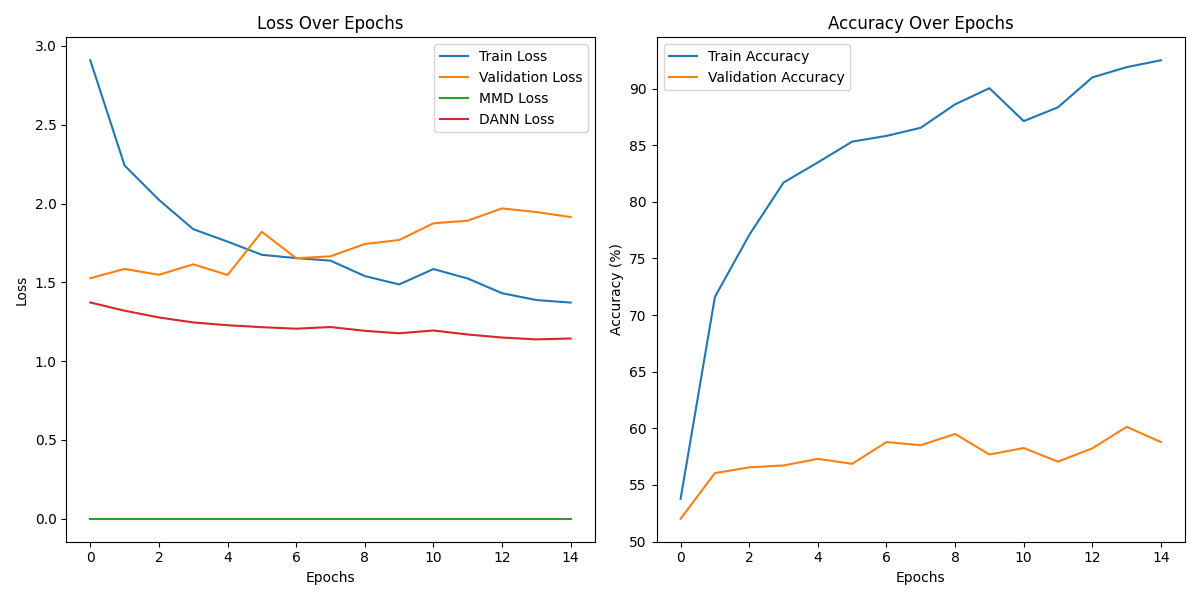 Loss Over Epochs
3.0
2.5
2.0
1.5
1.0
0.5
0.0
Loss
Train Loss
Validation Loss
MMD Loss
DANN Loss
0 2 4 6 8 10 12 14
Epochs
Accuracy Over Epochs
90
85
80
75
70
65
60
55
50
Accuracy (%)
Train Accuracy
Validation Accuracy
0 2 4 6 8 10 12 14
Epochs